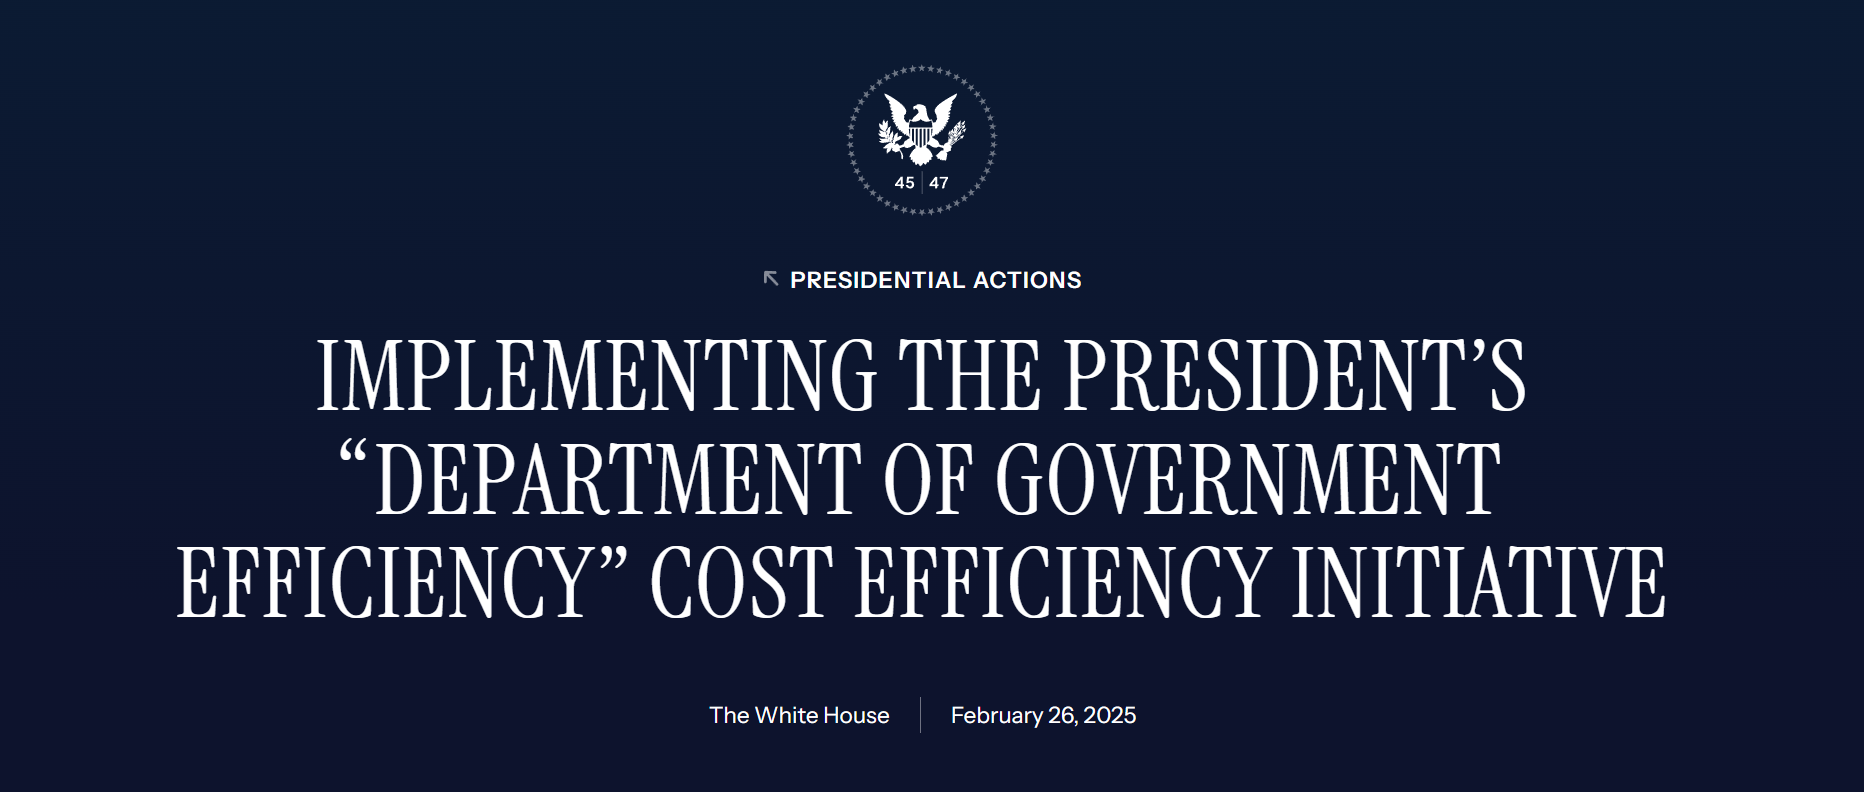 45 | 47
PRESIDENTIAL ACTIONS
IMPLEMENTING THE PRESIDENT’S
“DEPARTMENT OF GOVERNMENT
EFFICIENCY” COST EFFICIENCY INITIATIVE
The White House | February 26, 2025